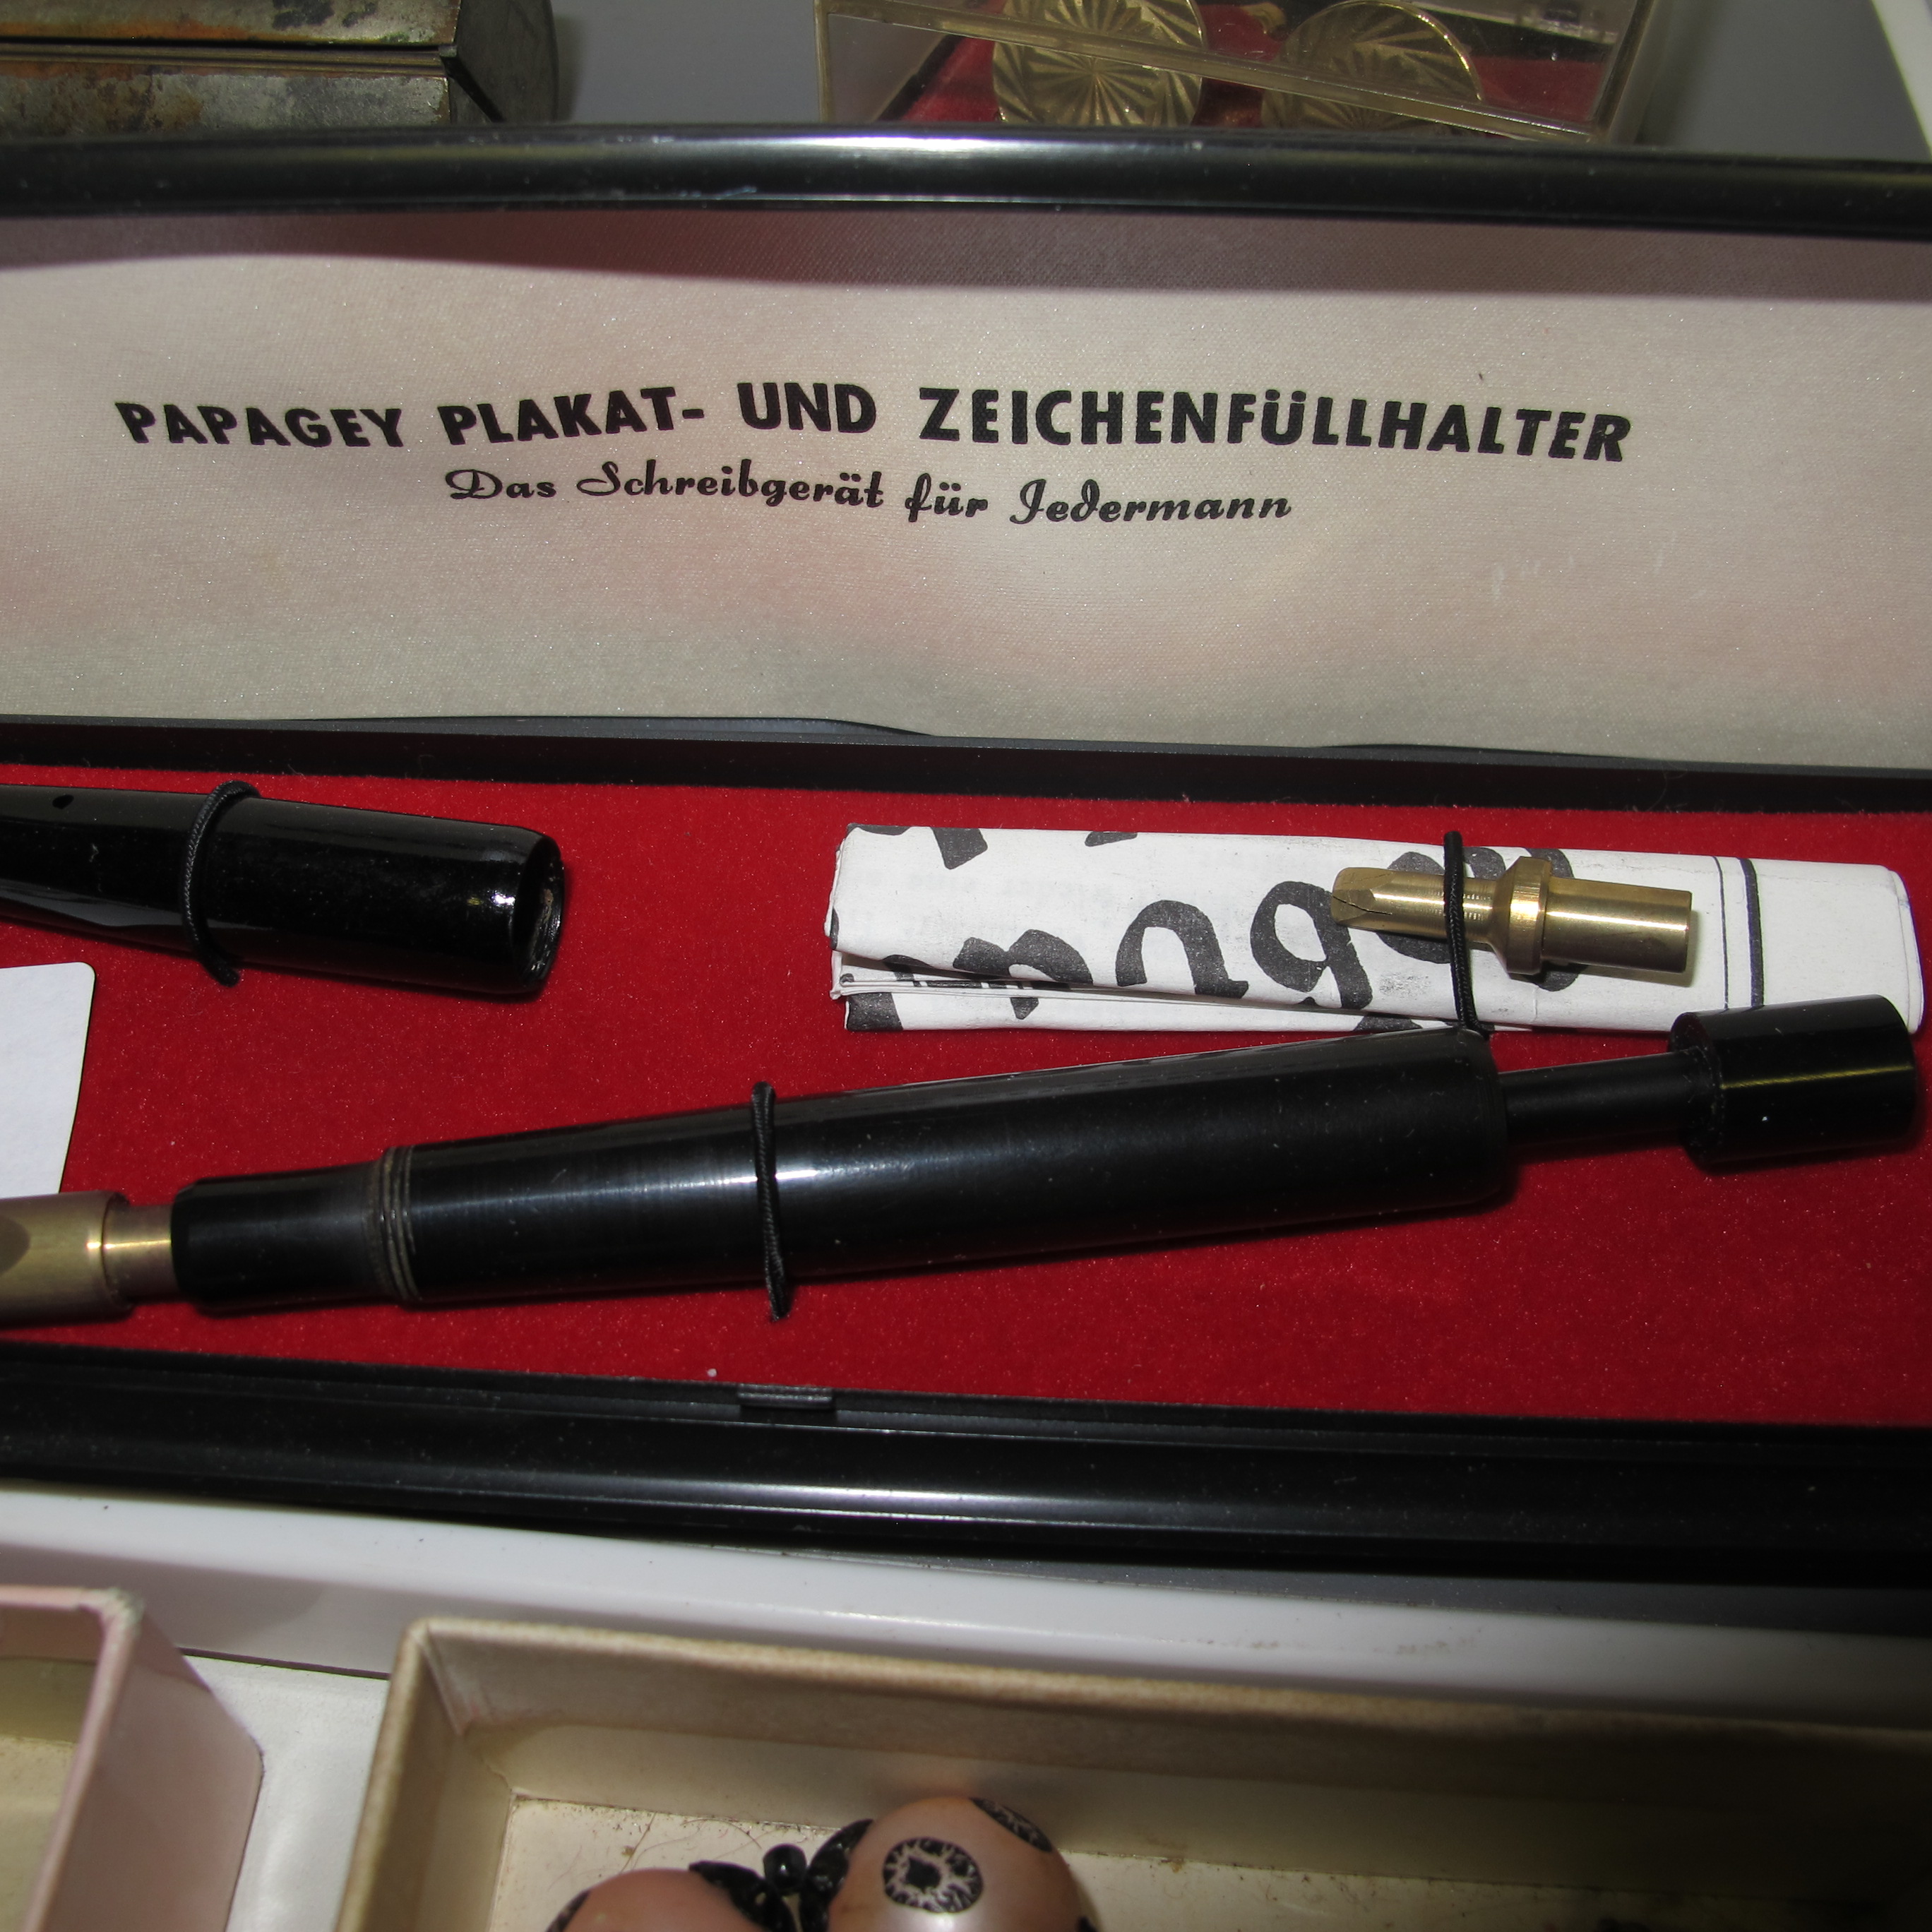 PAPAGEY PLAKAT- UND ZEICHENFÜLLHALTER
Das Schreibgerät für Jedermann